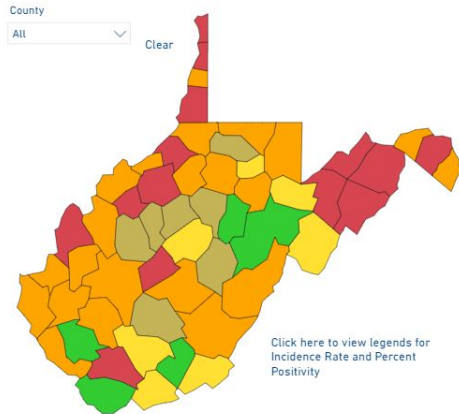 County
All
Clear
Click here to view legends for
Incidence Rate and Percent
Positivity